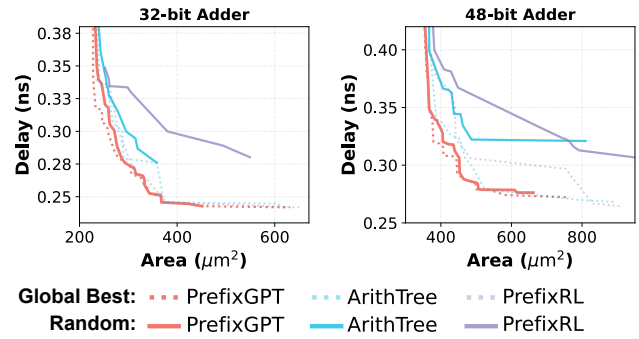 32-bit Adder
48-bit Adder
Delay (ns)
0.38
0.35
0.33
0.30
0.28
0.25
200
400
600
Area (μm²)
Delay (ns)
0.40
0.35
0.30
0.25
400
600
800
Area (μm²)
Global Best: PrefixGPT ArithTree PrefixRL
Random: PrefixGPT ArithTree PrefixRL